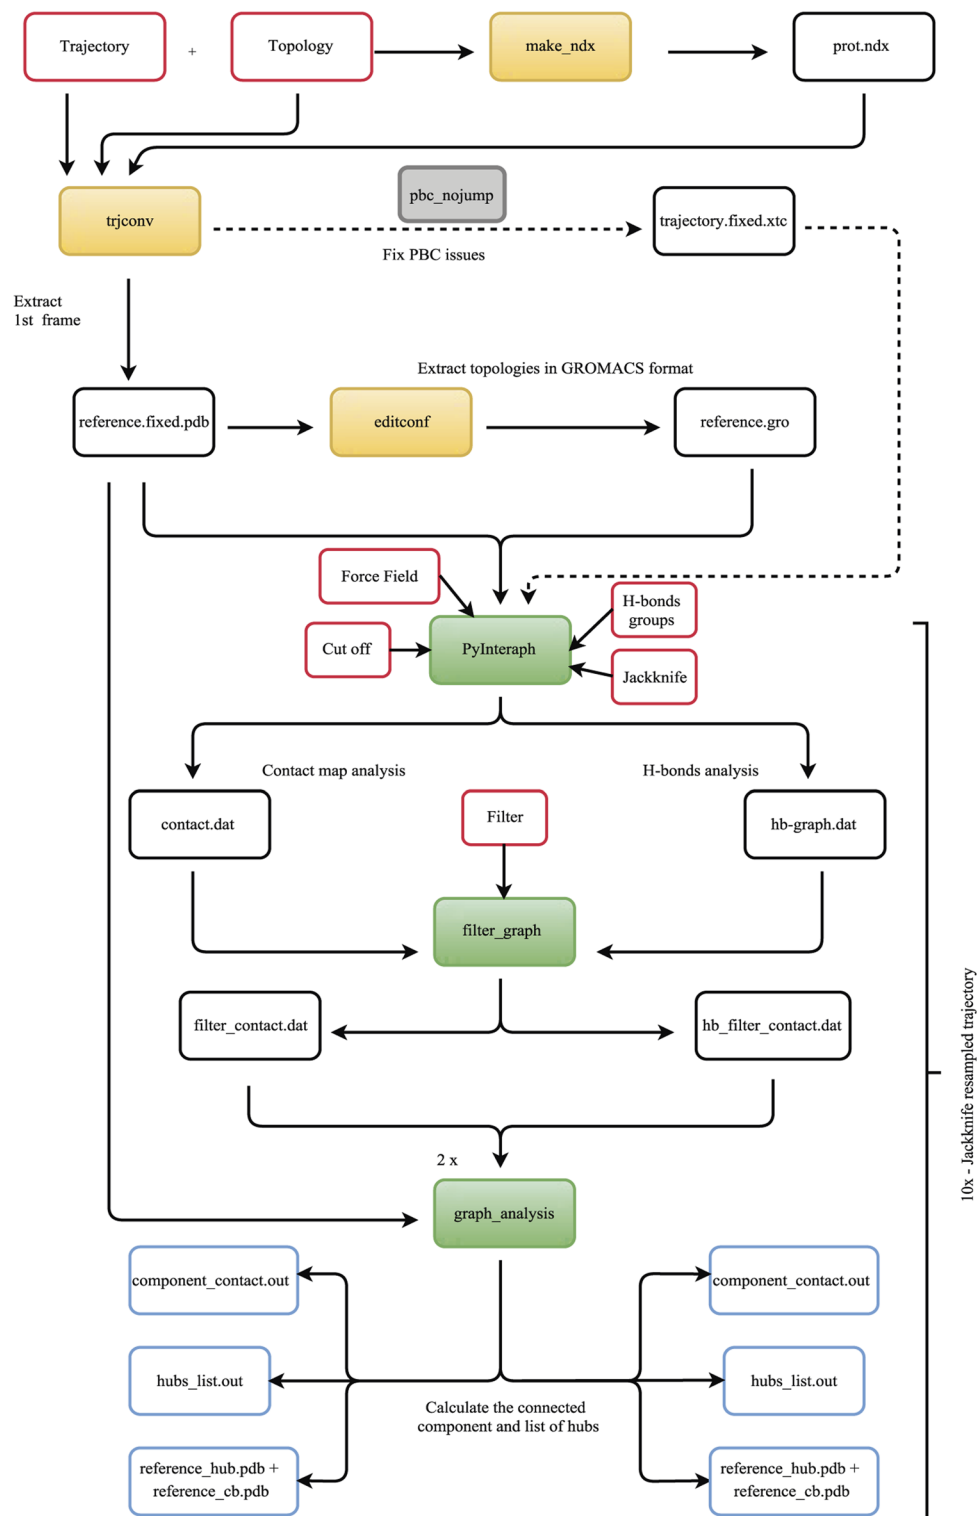 Trajectory
+
Topology
make_ndx
prot.ndx
pbc_nojump
trjconv
trajectory.fixed.xtc
Fix PBC issues
Extract
1st frame
Extract topologies in GROMACS format
reference.fixed.pdb
editconf
reference.gro
Force Field
H-bonds
groups
Cut off
PyInteraph
Jackknife
Contact map analysis
H-bonds analysis
contact.dat
Filter
hb-graph.dat
filter_graph
filter_contact.dat
hb_filter_contact.dat
10x - Jackknife resampled trajectory
2 x
graph_analysis
component_contact.out
component_contact.out
hubs_list.out
hubs_list.out
Calculate the connected
component and list of hubs
reference_hub.pdb +
reference_cb.pdb
reference_hub.pdb +
reference_cb.pdb